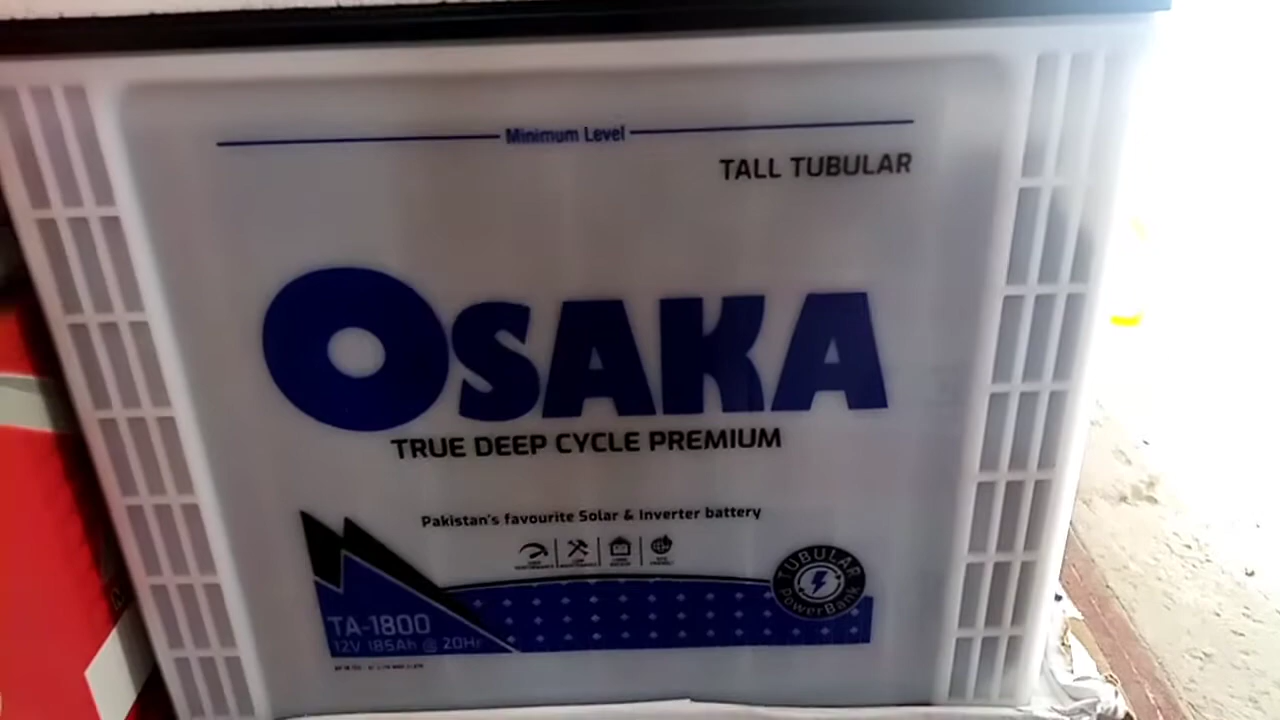 Minimum Level
TALL TUBULAR
OSAKA
TRUE DEEP CYCLE PREMIUM
Pakistan's favourite Solar & Inverter battery
TUBULAR
PowerBank
TA-1800
12V 185Ah @ 20Hr